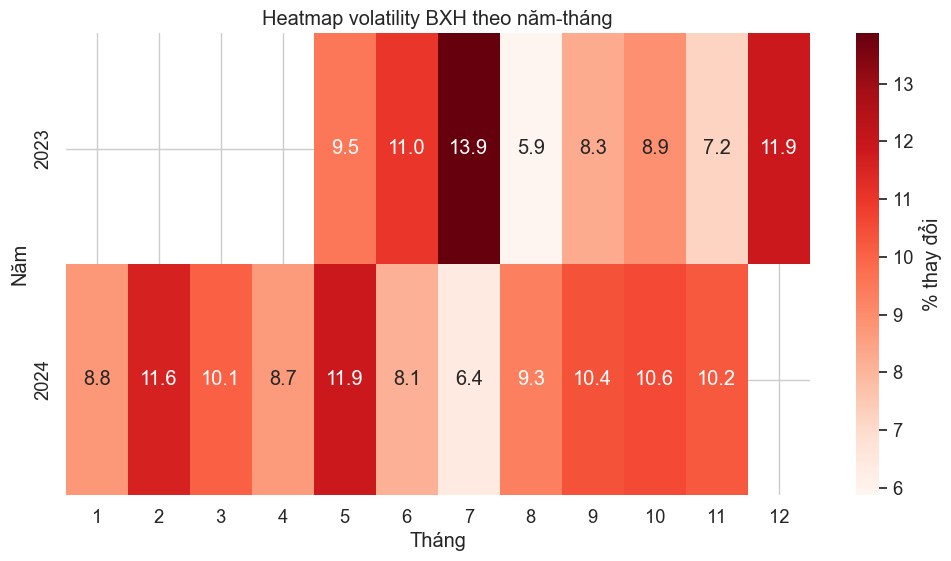 Heatmap volatility BXH theo năm-tháng
Năm
2023
9.5 11.0 13.9 5.9 8.3 8.9 7.2 11.9
2024
8.8 11.6 10.1 8.7 11.9 8.1 6.4 9.3 10.4 10.6 10.2
1 2 3 4 5 6 7 8 9 10 11 12
Tháng
13
12
11
10
9
8
7
6
% thay đổi